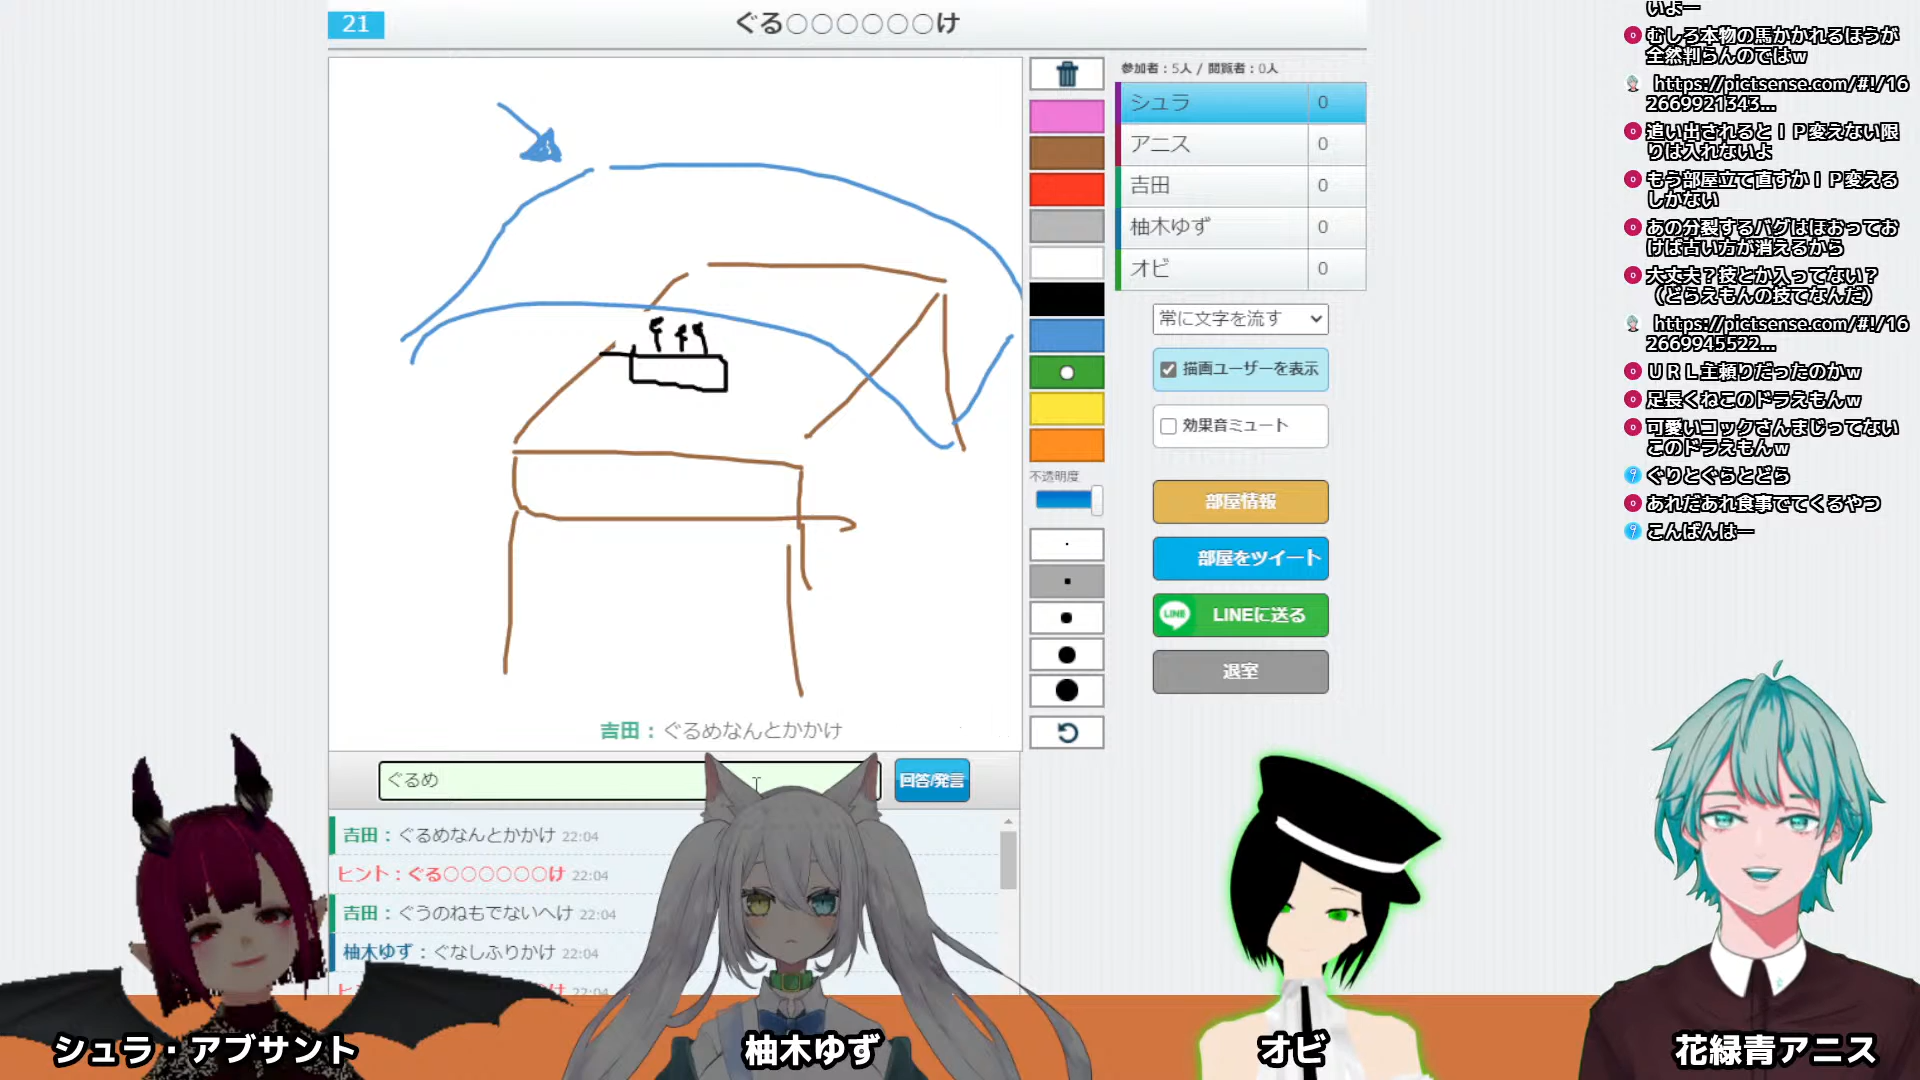 21
ぐる○○○○○○け
参加者：5人 / 閲覧者：0人
シュラ 0
アニス 0
吉田 0
柚木ゆず 0
オビ 0
常に文字を流す
描画ユーザーを表示
効果音ミュート
不透明度
部屋情報
部屋をツイート
LINE LINEに送る
退室
吉田：ぐるめなんとかかけ
ぐるめ
回答/発言
吉田：ぐるめなんとかかけ 22:04
ヒント：ぐる○○○○○○け 22:04
吉田：ぐうのねもでないへけ 22:04
柚木ゆず：ぐなしふりかけ 22:04
いよー
むしろ本物の馬かかれるほうが
全然判らんのではw
https://pictsense.com/#!/16
2669921343...
追い出されるとＩＰ変えない限
りは入れないよ
もう部屋立て直すかＩＰ変える
しかない
あの分裂するバグはほおってお
けば古い方が消えるから
大丈夫？技とか入ってない？
（どらえもんの技てなんだ）
https://pictsense.com/#!/16
2669945522...
ＵＲＬ主頼りだったのかw
足長くねこのドラえもんw
可愛いコックさんまじってない
このドラえもんw
ぐりとぐらとどら
あれだあれ食事でてくるやつ
こんばんはー
シュラ・アブサント
柚木ゆず
オビ
花緑青アニス